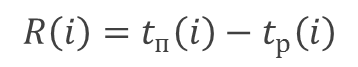 R(i) = tп(i) − tр(i)